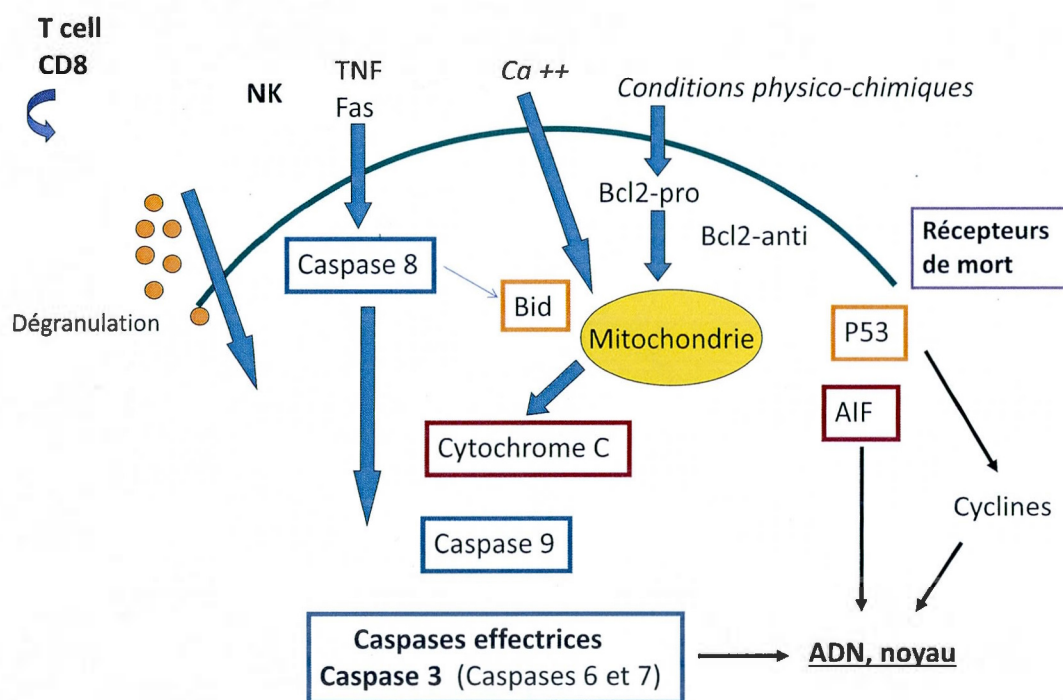 T cell
CD8
NK
TNF
Fas
Ca ++
Conditions physico-chimiques
Bcl2-pro
Bcl2-anti
Récepteurs
de mort
Caspase 8
Bid
Dégranulation
Mitochondrie
P53
AIF
Cytochrome C
Cyclines
Caspase 9
Caspases effectrices
Caspase 3 (Caspases 6 et 7)
ADN, noyau